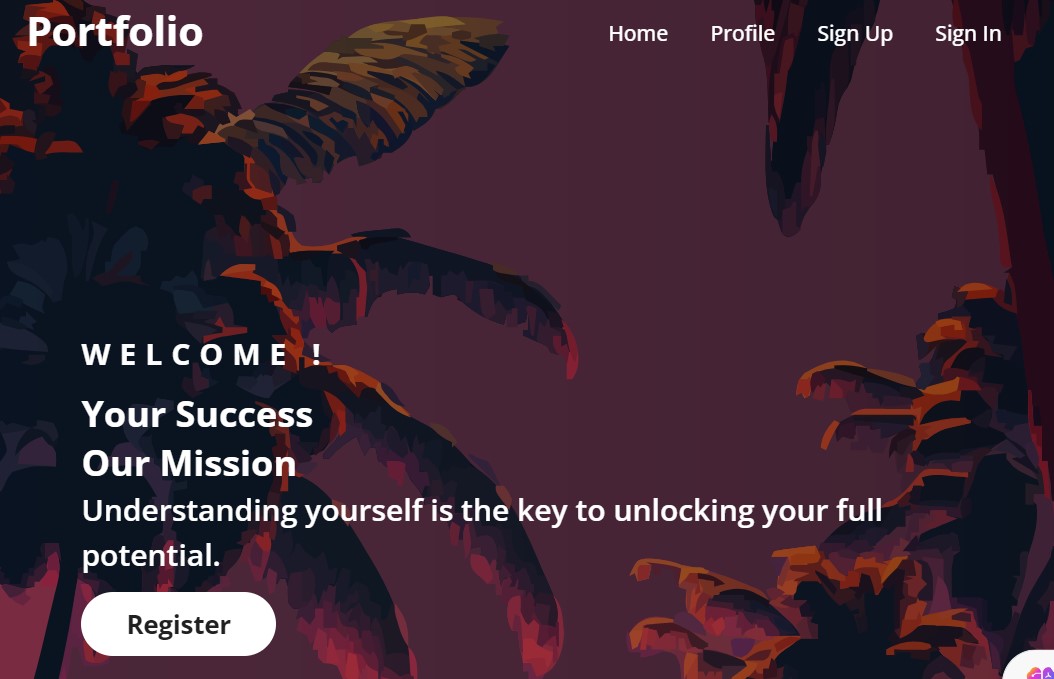 Portfolio
Home Profile Sign Up Sign In
WELCOME !
Your Success
Our Mission
Understanding yourself is the key to unlocking your full
potential.
Register